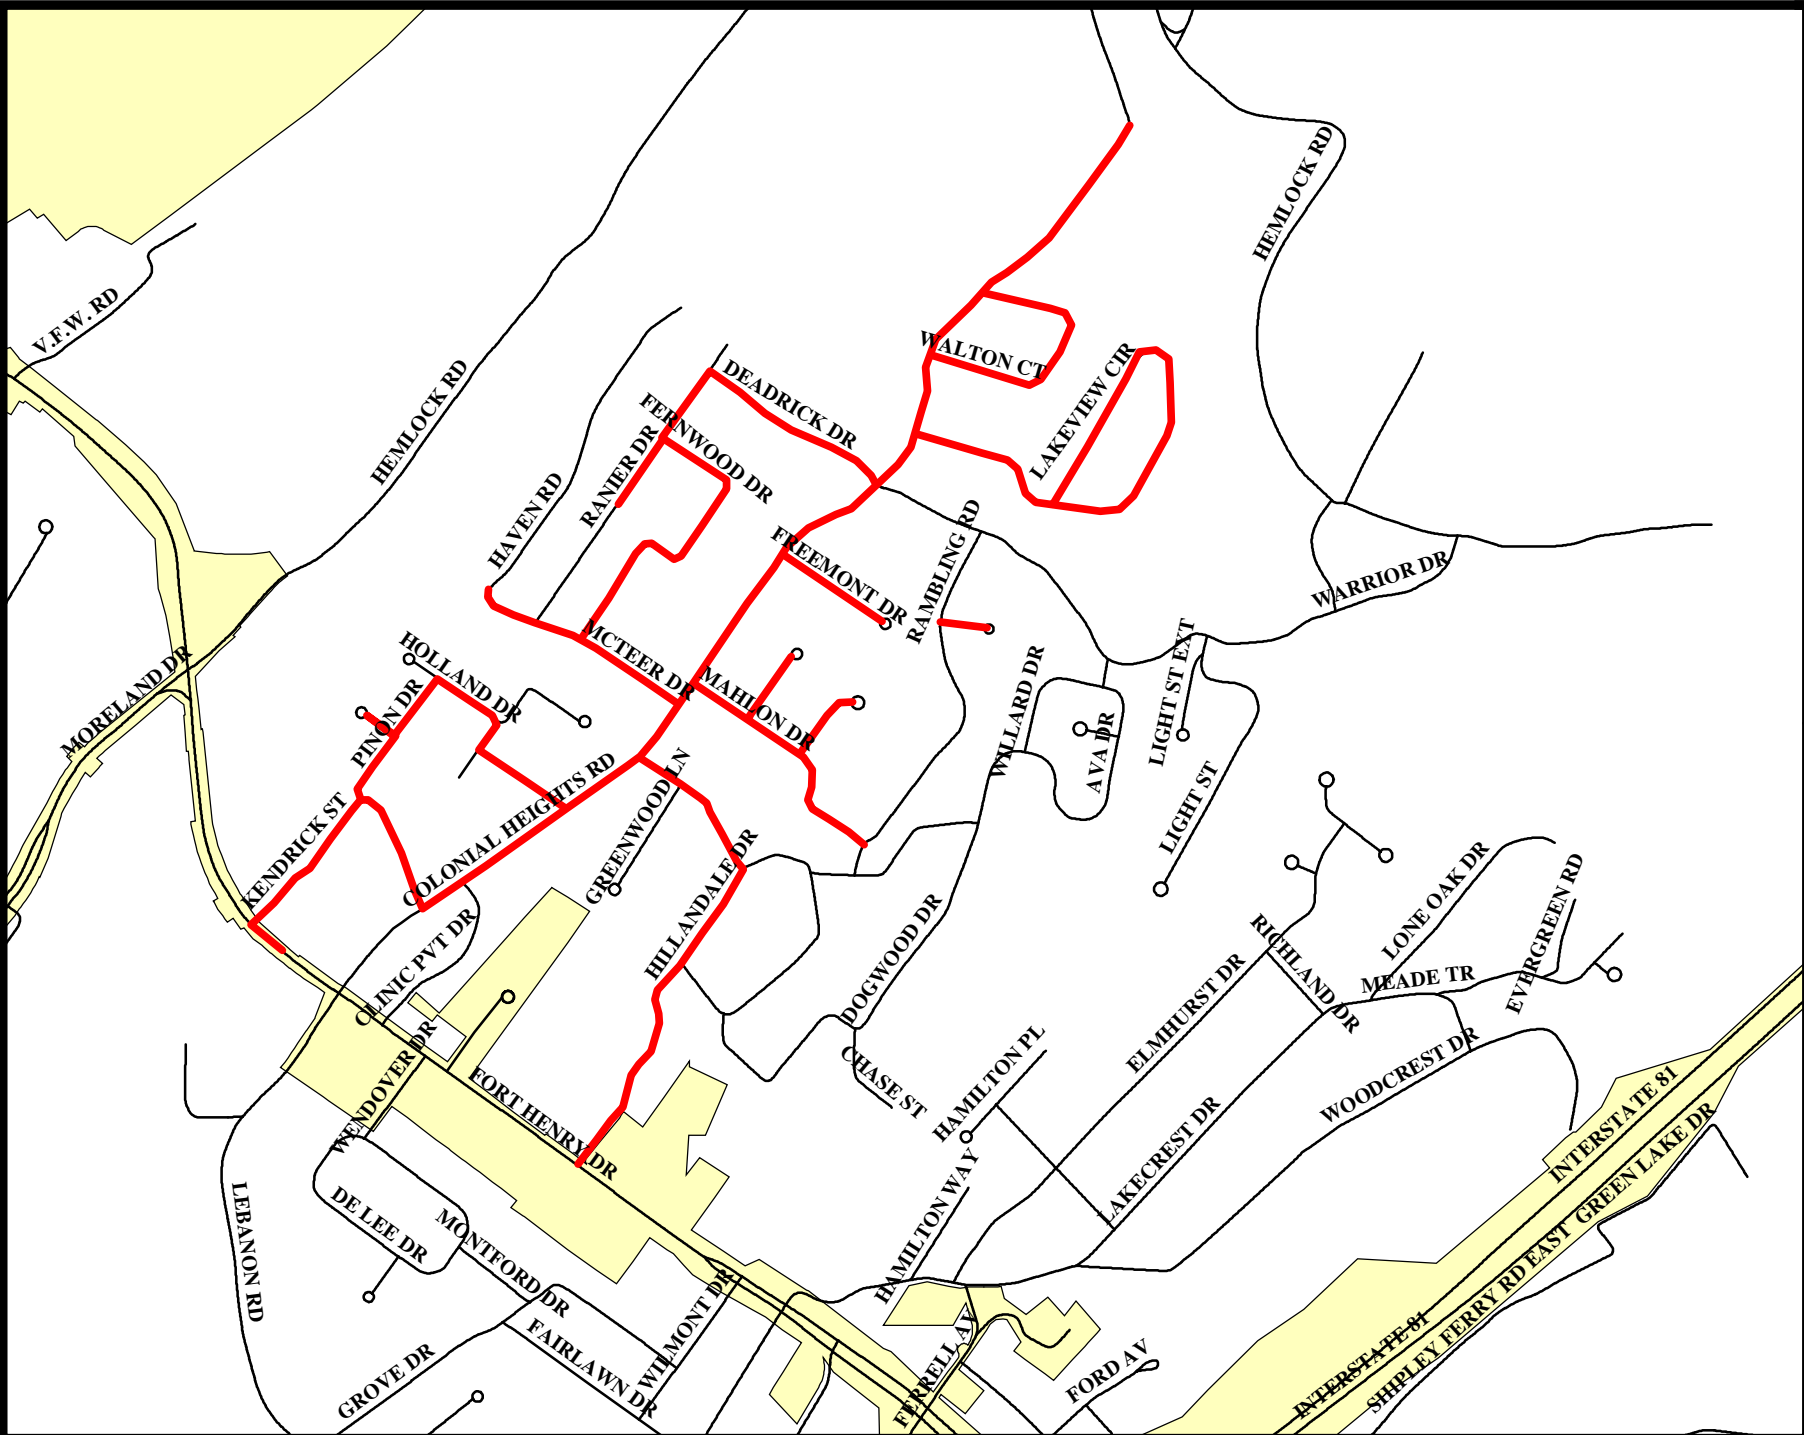 HEMLOCK RD
V.F.W. RD
WALTON CT
LAKEVIEW CIR
HEMLOCK RD
DEADRICK DR
FERNWOOD DR
RANIER DR
HAVEN RD
FREEMONT DR
RAMBLING RD
WARRIOR DR
MCTEER DR
HOLLAND DR
MORELAND DR
PINON DR
MAHLON DR
WILLARD DR
LIGHT ST EXT
AVA DR
LIGHT ST
KENDRICK ST
COLONIAL HEIGHTS RD
GREENWOOD LN
HILLANDALE DR
LONE OAK DR
EVERGREEN RD
CLINIC PVT DR
DOGWOOD DR
RICHLAND DR
MEADE TR
ELMHURST DR
WENDOVER DR
FORT HENRY DR
CHASE ST
HAMILTON PL
WOODCREST DR
INTERSTATE 81
LAKECREST DR
LEBANON RD
DE LEE DR
MONTFORD DR
HAMILTON WAY
SHIPLEY FERRY RD EAST
GREEN LAKE DR
WILMONT DR
FAIRLAWN DR
GROVE DR
FERRELL AV
FORD AV
INTERSTATE 81